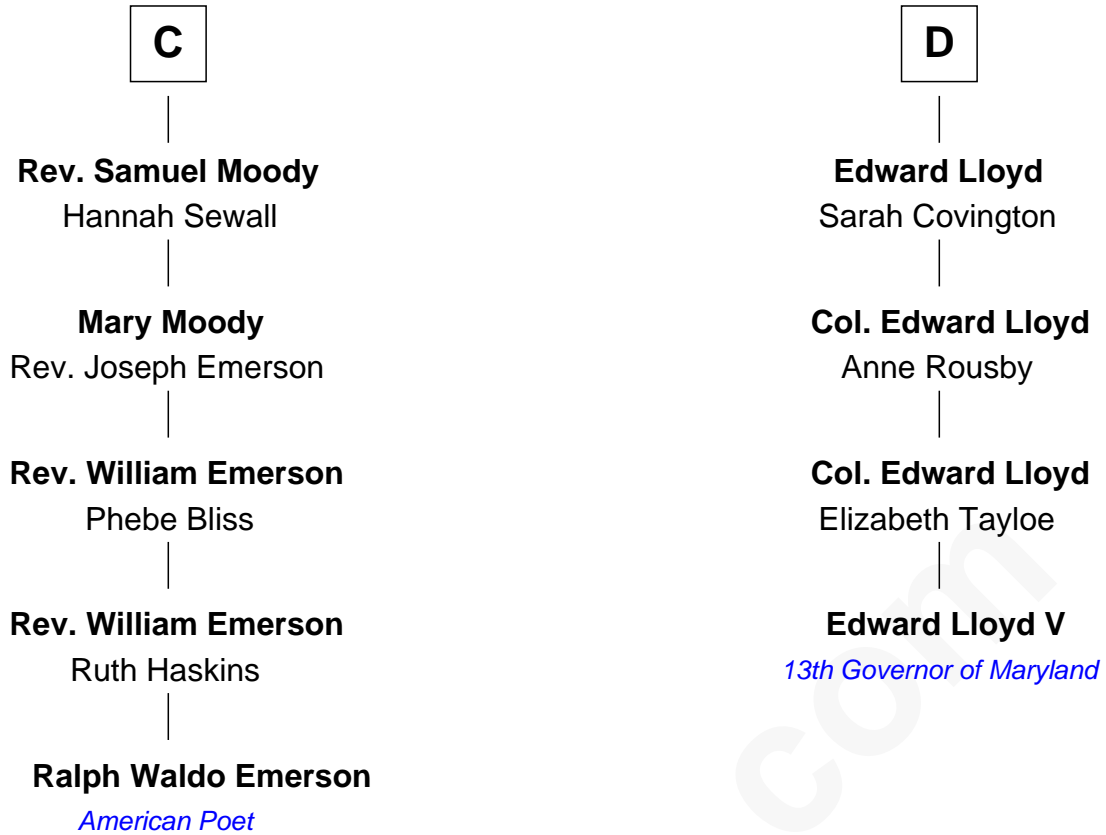 C
Rev. Samuel Moody
Hannah Sewall
Mary Moody
Rev. Joseph Emerson
Rev. William Emerson
Phebe Bliss
Rev. William Emerson
Ruth Haskins
Ralph Waldo Emerson
American Poet
D
Edward Lloyd
Sarah Covington
Col. Edward Lloyd
Anne Rousby
Col. Edward Lloyd
Elizabeth Tayloe
Edward Lloyd V
13th Governor of Maryland
com